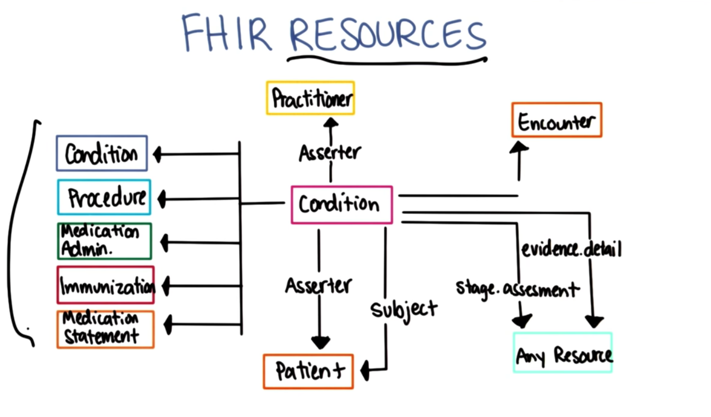 FHIR RESOURCES
Practitioner
Encounter
Asserter
Condition
Procedure
Medication
Admin.
Immunization
Medication
Statement
Condition
Asserter
Subject
evidence.detail
stage.assesment
Patient
Any Resource